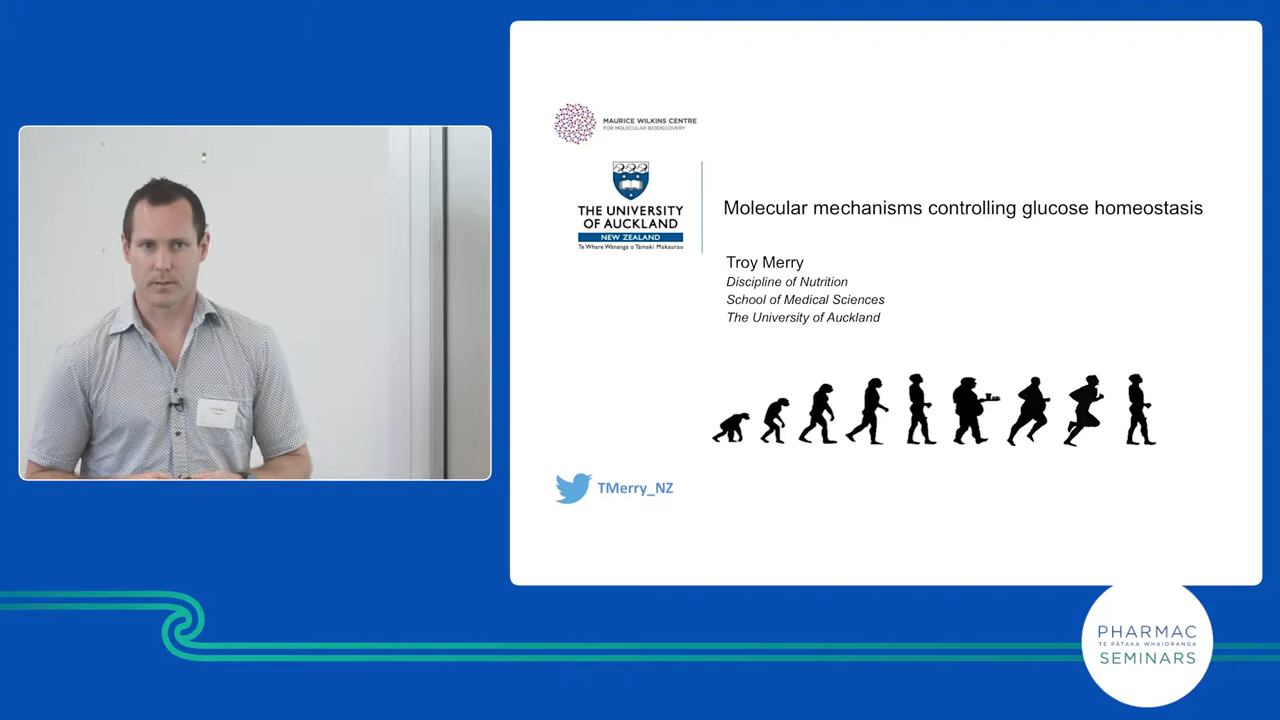 MAURICE WILKINS CENTRE
FOR MOLECULAR BIODISCOVERY
THE UNIVERSITY
OF AUCKLAND
NEW ZEALAND
Te Whare Wānanga o Tāmaki Makaurau
Molecular mechanisms controlling glucose homeostasis
Troy Merry
Discipline of Nutrition
School of Medical Sciences
The University of Auckland
TMerry_NZ
PHARMAC
TE PĀTAKA WHAIORANGA
SEMINARS